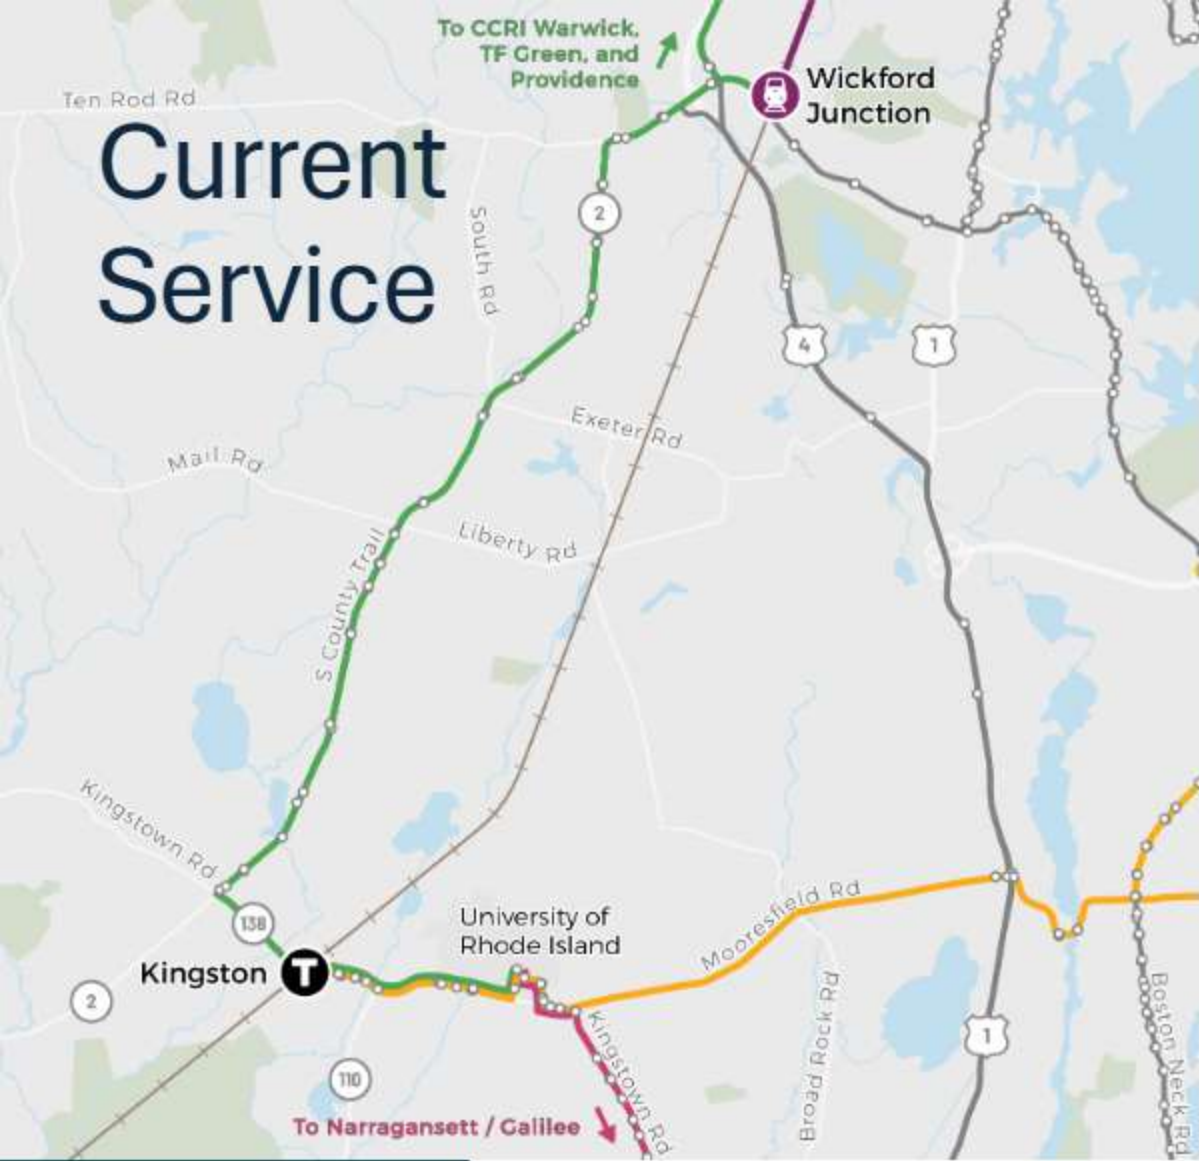 To CCRI Warwick,
TF Green, and
Providence
Wickford
Junction
Ten Rod Rd
Current
Service
2
South Rd
4
1
Exeter Rd
Mail Rd
Liberty Rd
S County Trail
Kingstown Rd
138
University of
Rhode Island
Mooresfield Rd
Kingston
T
2
Kingstown Rd
Broad Rock Rd
Boston Neck Rd
1
110
To Narragansett / Galilee